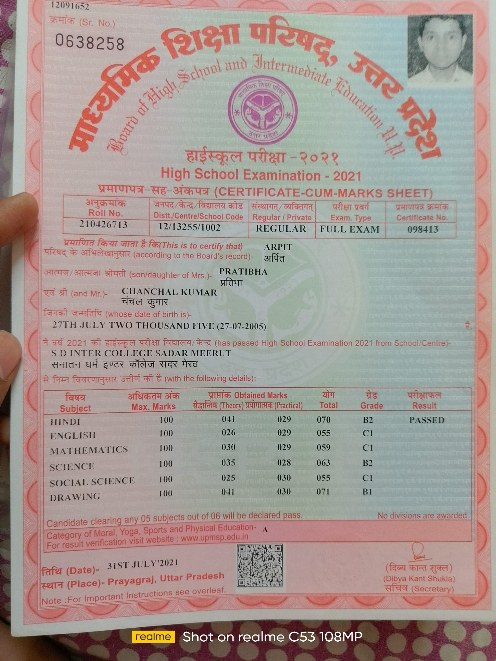 12091652
क्रमांक (Sr. No.)
0638258
माध्यमिक शिक्षा परिषद्, उत्तर प्रदेश
Board of High School and Intermediate Education U.P.
हाईस्कूल परीक्षा - २०२१
High School Examination - 2021
प्रमाणपत्र-सह-अंकपत्र (CERTIFICATE-CUM-MARKS SHEET)
अनुक्रमांक जनपद/केन्द्र/विद्यालय कोड संस्थागत/व्यक्तिगत परीक्षा प्रवर्ग प्रमाणपत्र क्रमांक
Roll No. Distt./Centre/School Code Regular / Private Exam. Type Certificate No.
210426713 12/13255/1002 REGULAR FULL EXAM 098413
प्रमाणित किया जाता है कि(This is to certify that) ARPIT
परिषद् के अभिलेखानुसार (according to the Board's record) अर्पित
आत्मज / आत्मजा श्रीमती (son/daughter of Mrs.)- PRATIBHA
प्रतिभा
एवं श्री (and Mr.)- CHANCHAL KUMAR
चंचल कुमार
जिनकी जन्मतिथि (whose date of birth is)-
27TH JULY TWO THOUSAND FIVE (27-07-2005) है,
ने वर्ष 2021 की हाईस्कूल परीक्षा विद्यालय/केन्द्र (has passed High School Examination 2021 from School/Centre)-
S D INTER COLLEGE SADAR MEERUT
सनातन धर्म इण्टर कॉलेज सदर मेरठ
से निम्न विवरणानुसार उत्तीर्ण की है (with the following details):
विषय अधिकतम अंक प्राप्तांक Obtained Marks योग ग्रेड परीक्षाफल
Subject Max. Marks सैद्धान्तिक (Theory) प्रयोगात्मक (Practical) Total Grade Result
HINDI 100 041 029 070 B2 PASSED
ENGLISH 100 026 029 055 C1
MATHEMATICS 100 030 029 059 C1
SCIENCE 100 035 028 063 B2
SOCIAL SCIENCE 100 025 030 055 C1
DRAWING 100 041 030 071 B1
Candidate clearing any 05 subjects out of 06 will be declared pass. No divisions are awarded
Category of Moral, Yoga, Sports and Physical Education- A
For result verification visit website : www.upmsp.edu.in
तिथि (Date)- 31ST JULY'2021
स्थान (Place)- Prayagraj, Uttar Pradesh
(दिव्य कान्त शुक्ल)
(Dibya Kant Shukla)
सचिव (Secretary)
Note :For Important Instructions see overleaf
realme Shot on realme C53 108MP